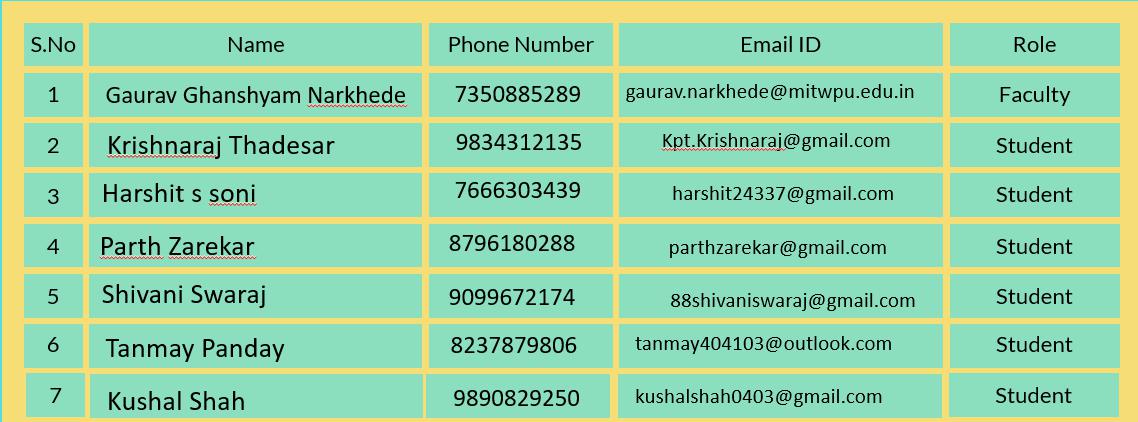 S.No Name Phone Number Email ID Role
1 Gaurav Ghanshyam Narkhede 7350885289 gaurav.narkhede@mitwpu.edu.in Faculty
2 Krishnaraj Thadesar 9834312135 Kpt.Krishnaraj@gmail.com Student
3 Harshit s soni 7666303439 harshit24337@gmail.com Student
4 Parth Zarekar 8796180288 parthzarekar@gmail.com Student
5 Shivani Swaraj 9099672174 88shivaniswaraj@gmail.com Student
6 Tanmay Panday 8237879806 tanmay404103@outlook.com Student
7 Kushal Shah 9890829250 kushalshah0403@gmail.com Student